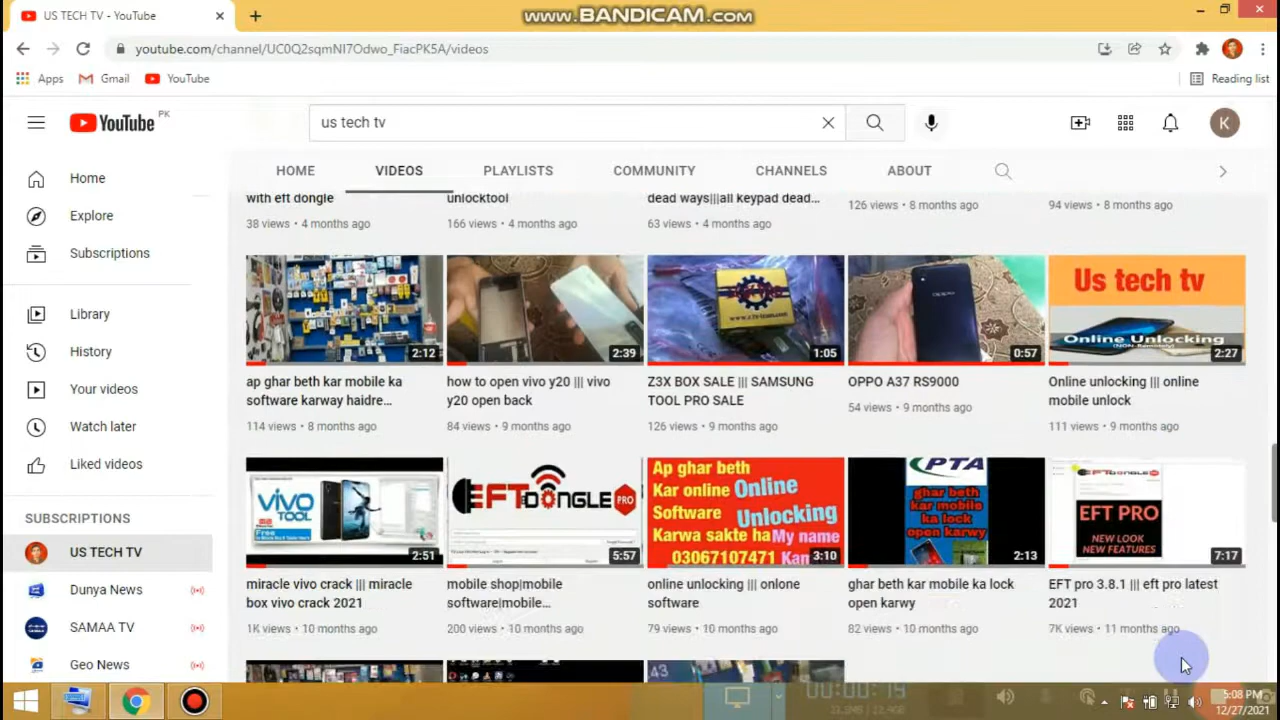 US TECH TV - YouTube
www.BANDICAM.com
youtube.com/channel/UC0Q2sqmNI7Odwo_FiacPK5A/videos
Apps Gmail YouTube Reading list
YouTube PK
us tech tv
K
HOME VIDEOS PLAYLISTS COMMUNITY CHANNELS ABOUT
Home
Explore
Subscriptions
Library
History
Your videos
Watch later
Liked videos
SUBSCRIPTIONS
US TECH TV
Dunya News
SAMAA TV
Geo News
with eft dongle
38 views • 4 months ago
unlocktool
166 views • 4 months ago
dead ways|||all keypad dead...
63 views • 4 months ago
126 views • 8 months ago
94 views • 8 months ago
2:12
ap ghar beth kar mobile ka
software karway haidre...
114 views • 8 months ago
2:39
how to open vivo y20 ||| vivo
y20 open back
84 views • 9 months ago
1:05
Z3X BOX SALE ||| SAMSUNG
TOOL PRO SALE
126 views • 9 months ago
oppo
0:57
OPPO A37 RS9000
54 views • 9 months ago
Us tech tv
Online Unlocking
2:27
Online unlocking ||| online
mobile unlock
111 views • 9 months ago
vivo
TOOL
Free
2:51
miracle vivo crack ||| miracle
box vivo crack 2021
1K views • 10 months ago
EFT DONGLE PRO
5:57
mobile shop|mobile
software|mobile...
200 views • 10 months ago
Ap ghar beth
Kar online Online
Software Unlocking
Karwa sakte ha My name
03067107471 Kam
3:10
online unlocking ||| onlone
software
79 views • 10 months ago
PTA
ghar beth
kar mobile
ka lock
open karwy
2:13
ghar beth kar mobile ka lock
open karwy
82 views • 10 months ago
EFT DONGLE PRO
EFT PRO
NEW LOOK
NEW FEATURES
7:17
EFT pro 3.8.1 ||| eft pro latest
2021
7K views • 11 months ago
5:08 PM
12/27/2021